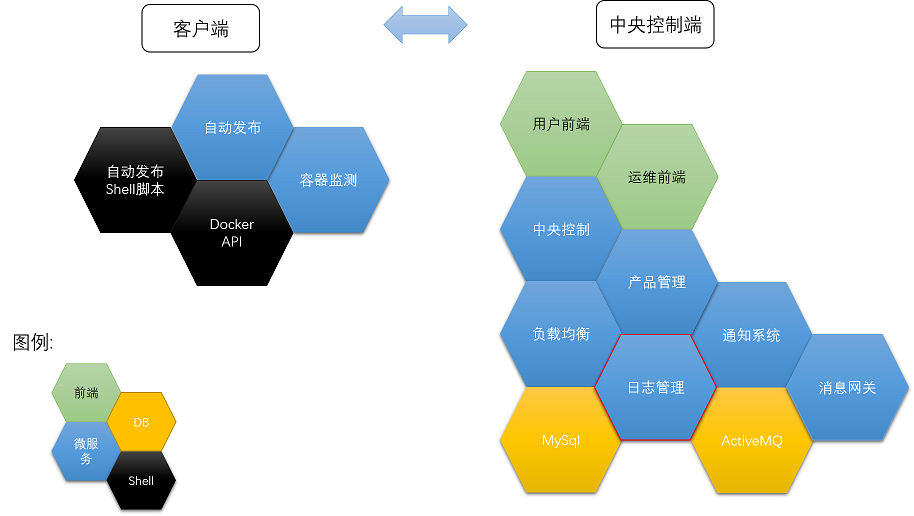 客户端
中央控制端
自动发布
自动发布
Shell脚本
容器监测
Docker
API
用户前端
运维前端
中央控制
产品管理
负载均衡
通知系统
日志管理
消息网关
MySql
ActiveMQ
图例:
前端
DB
微服
务
Shell